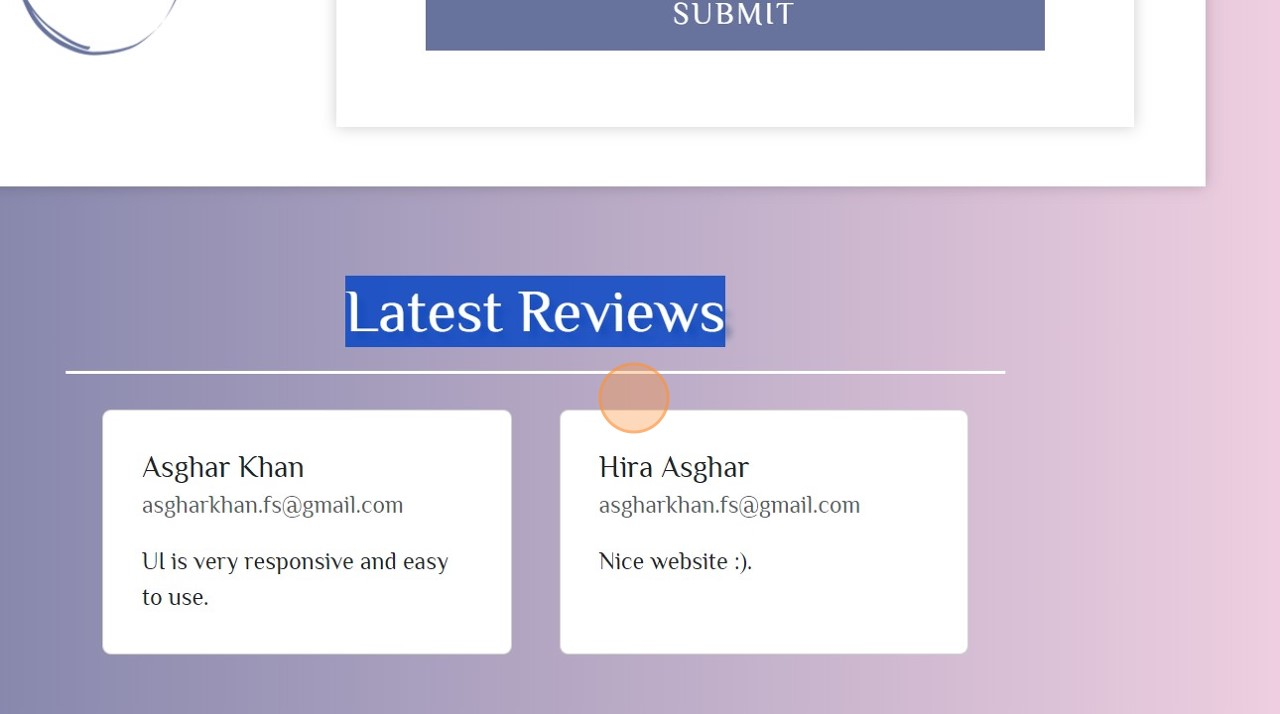 SUBMIT
Latest Reviews
Asghar Khan
asgharkhan.fs@gmail.com
UI is very responsive and easy
to use.
Hira Asghar
asgharkhan.fs@gmail.com
Nice website :).